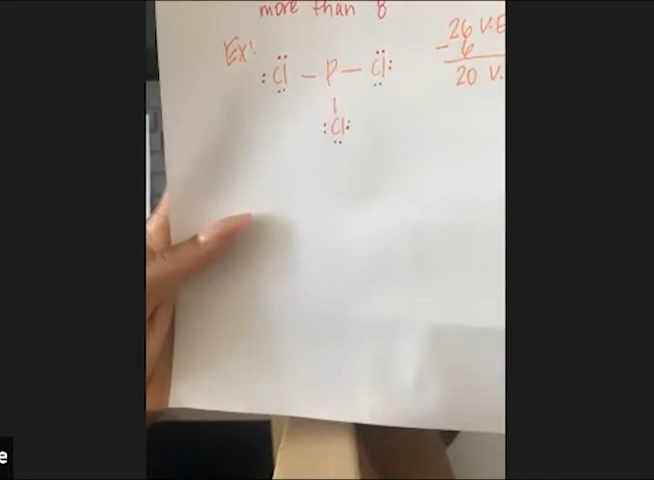 more than 8
Ex: :Cl - P - Cl:
:Cl:
26 V.E
- 6
20 V.
e